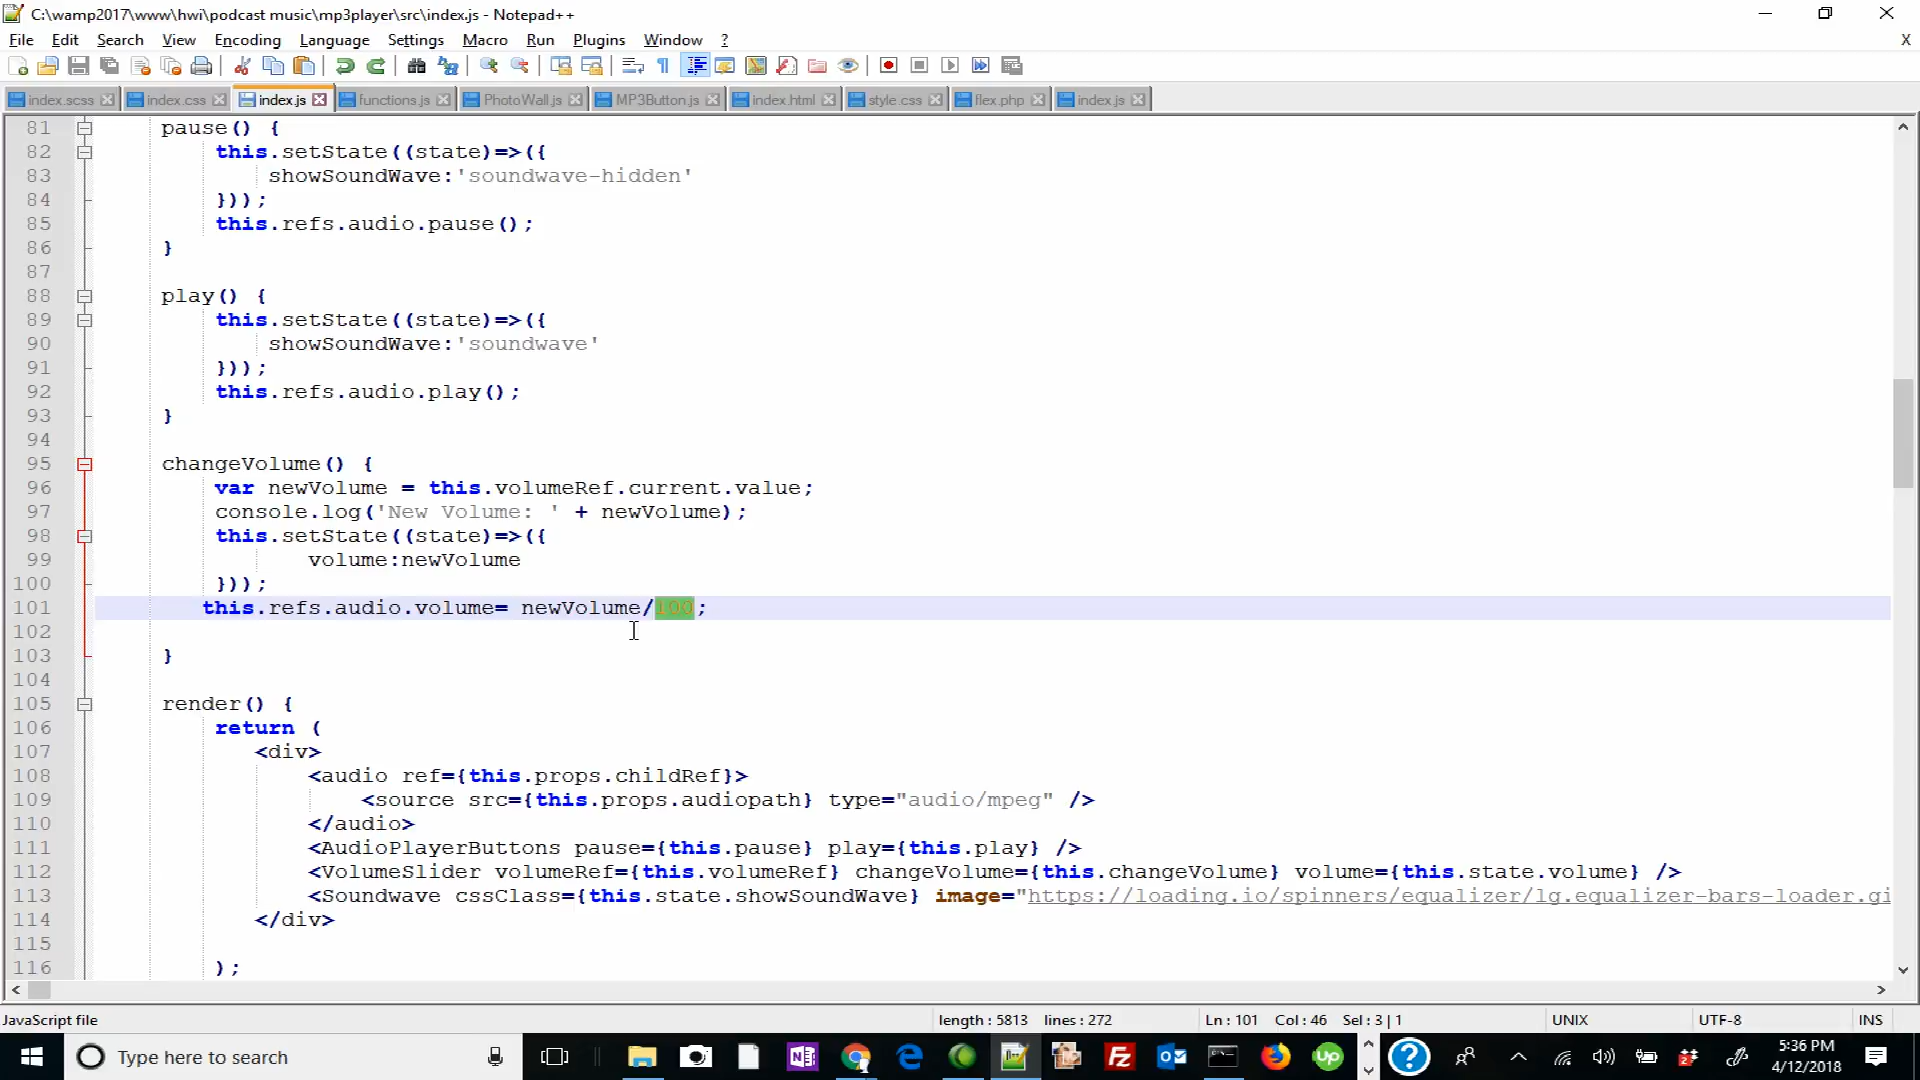 C:\wamp2017\www\hwi\podcast music\mp3player\src\index.js - Notepad++
File Edit Search View Encoding Language Settings Macro Run Plugins Window ? X
index.scss index.css index.js functions.js PhotoWall.js MP3Button.js index.html style.css flex.php index.js
81 pause() {
82 this.setState((state)=>({
83 showSoundWave:'soundwave-hidden'
84 }));
85 this.refs.audio.pause();
86 }
87
88 play() {
89 this.setState((state)=>({
90 showSoundWave:'soundwave'
91 }));
92 this.refs.audio.play();
93 }
94
95 changeVolume() {
96 var newVolume = this.volumeRef.current.value;
97 console.log('New Volume: ' + newVolume);
98 this.setState((state)=>({
99 volume:newVolume
100 }));
101 this.refs.audio.volume= newVolume/100;
102
103 }
104
105 render() {
106 return (
107 <div>
108 <audio ref={this.props.childRef}>
109 <source src={this.props.audiopath} type="audio/mpeg" />
110 </audio>
111 <AudioPlayerButtons pause={this.pause} play={this.play} />
112 <VolumeSlider volumeRef={this.volumeRef} changeVolume={this.changeVolume} volume={this.state.volume} />
113 <Soundwave cssClass={this.state.showSoundWave} image="https://loading.io/spinners/equalizer/lg.equalizer-bars-loader.gi
114 </div>
115
116 );
JavaScript file length : 5813 lines : 272 Ln : 101 Col : 46 Sel : 3 | 1 UNIX UTF-8 INS
Type here to search
5:36 PM
4/12/2018